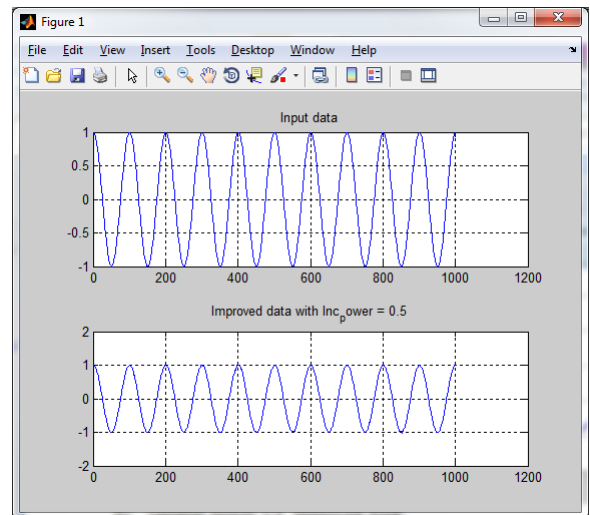 Figure 1
File Edit View Insert Tools Desktop Window Help
Input data
1
0.5
0
-0.5
-1
0 200 400 600 800 1000 1200
Improved data with Inc_power = 0.5
2
1
0
-1
-2
0 200 400 600 800 1000 1200